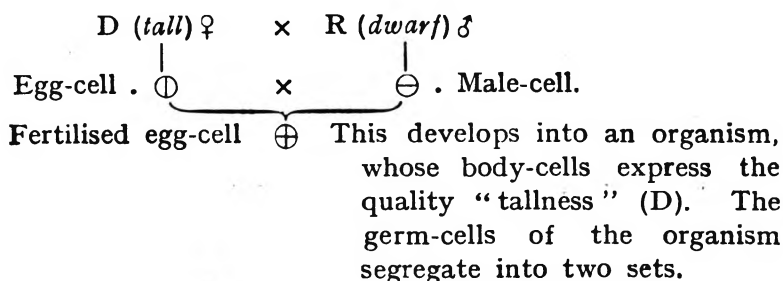 D (tall) ♀ × R (dwarf) ♂
Egg-cell . ⦶ × ⊖ . Male-cell.
Fertilised egg-cell ⊕ This develops into an organism,
whose body-cells express the
quality “tallness” (D). The
germ-cells of the organism
segregate into two sets.